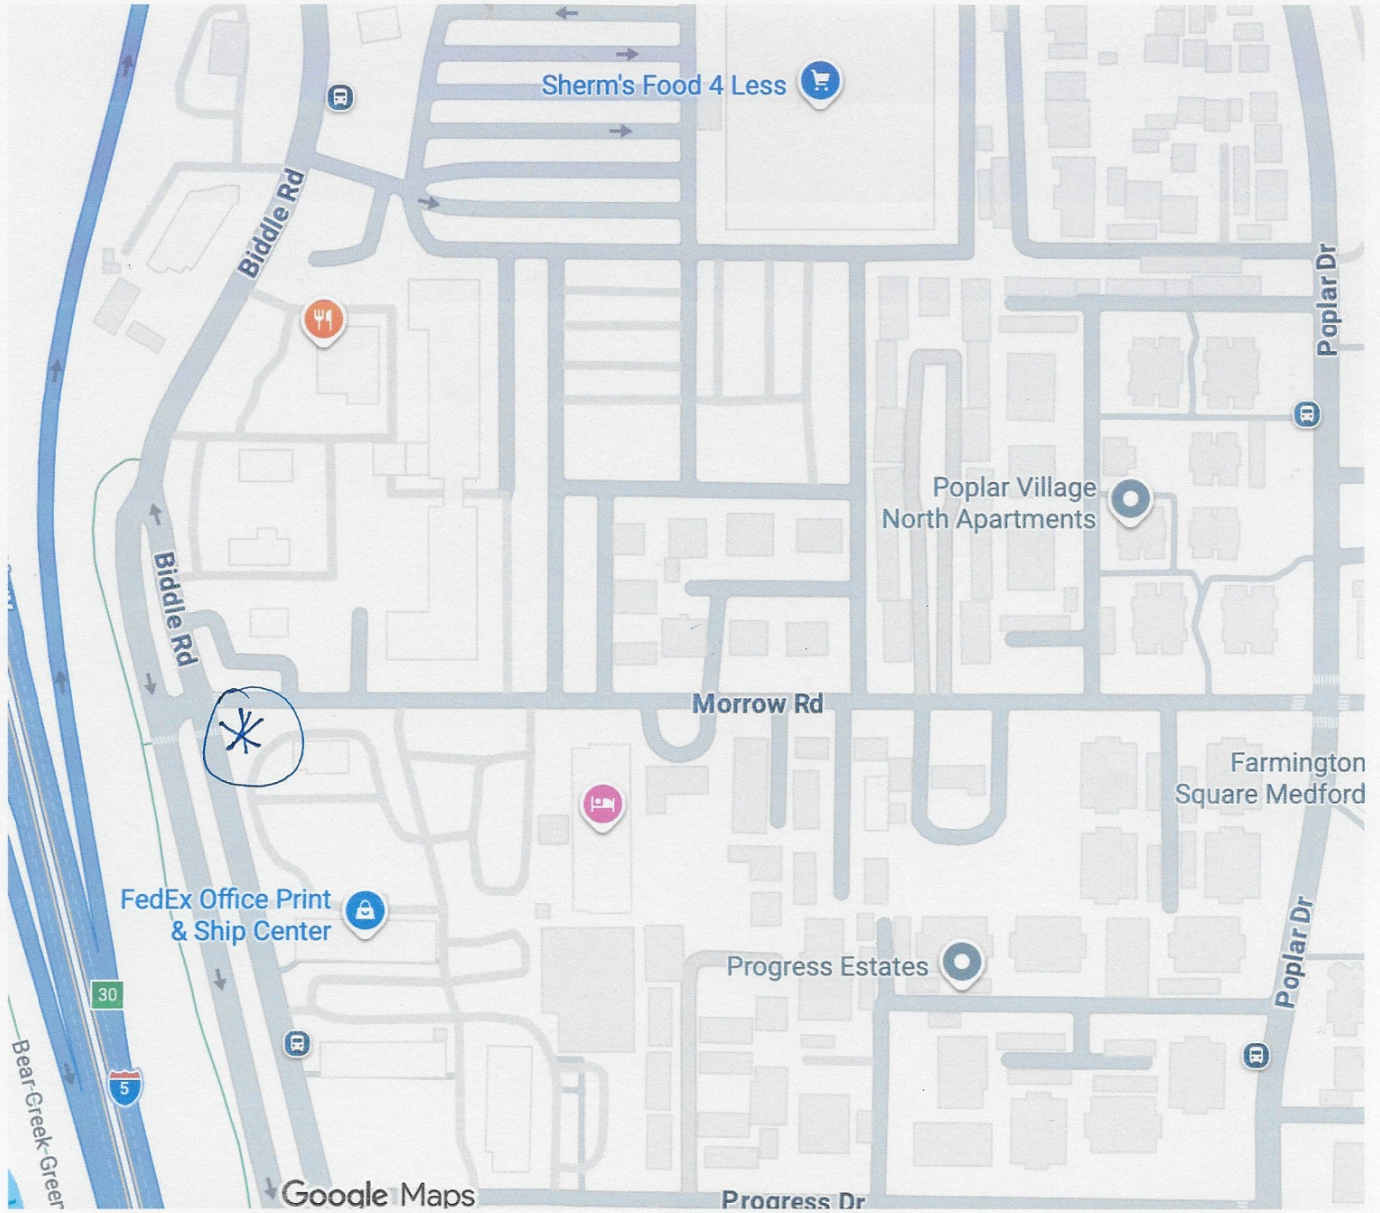 Sherm's Food 4 Less
Biddle Rd
Poplar Dr
Poplar Village
North Apartments
Biddle Rd
Morrow Rd
Farmington
Square Medford
FedEx Office Print
& Ship Center
Progress Estates
Poplar Dr
30
5
Bear-Creek-Green
Google Maps
Progress Dr